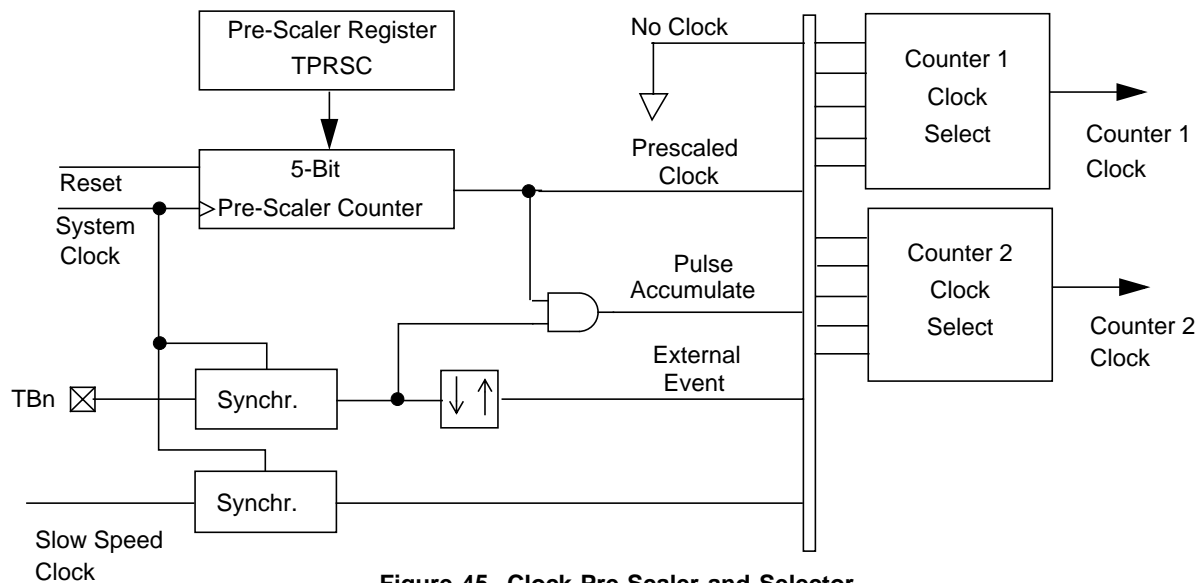 Pre-Scaler Register
TPRSC
No Clock
Counter 1
Clock
Select
Counter 1
Clock
Reset
5-Bit
Pre-Scaler Counter
System
Clock
Prescaled
Clock
Pulse
Accumulate
Counter 2
Clock
Select
Counter 2
Clock
External
Event
TBn
Synchr.
Synchr.
Slow Speed
Clock
Figure 45. Clock Pre-Scaler and Selector